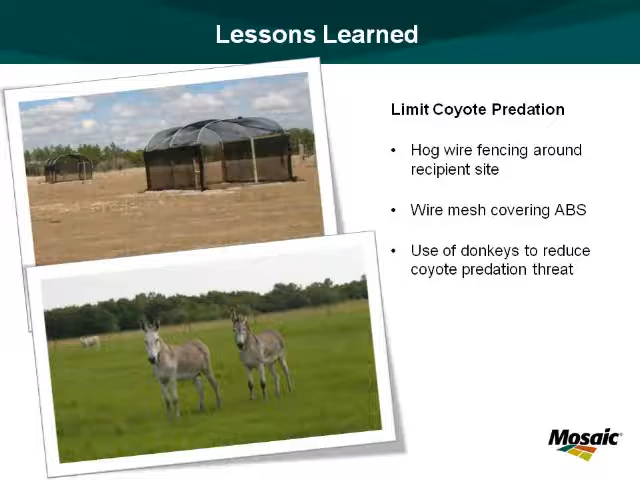 Lessons Learned
Limit Coyote Predation
• Hog wire fencing around
recipient site
• Wire mesh covering ABS
• Use of donkeys to reduce
coyote predation threat
Mosaic®